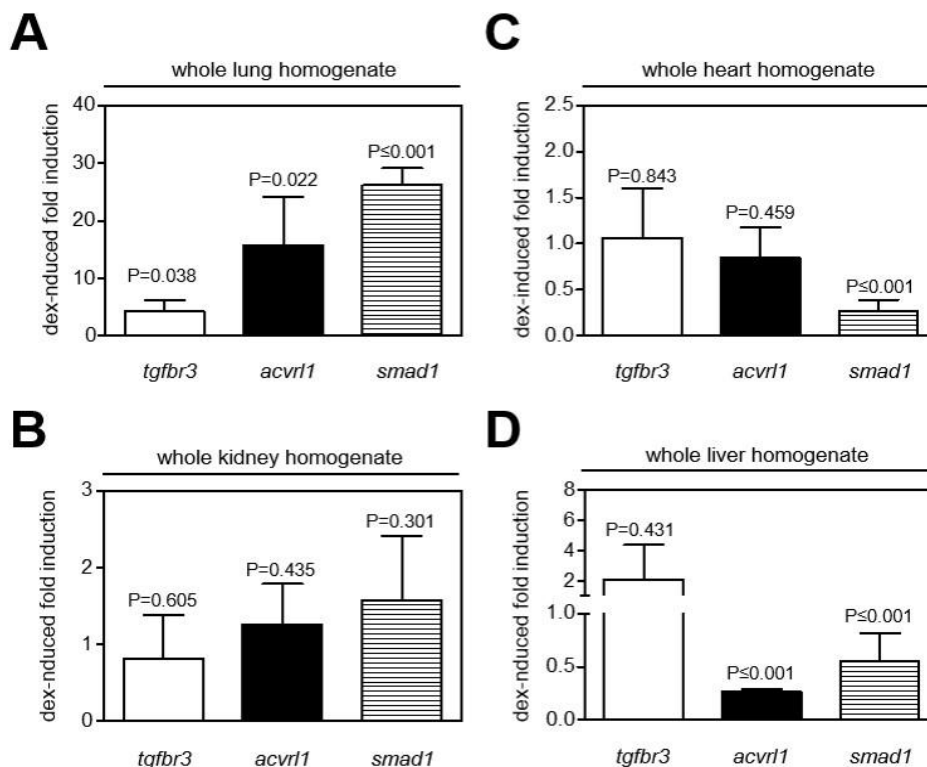 A
whole lung homogenate
dex-nduced fold induction
40
30
20
10
0
P=0.038
P=0.022
P≤0.001
tgfbr3
acvrl1
smad1
B
whole kidney homogenate
dex-nduced fold induction
3
2
1
0
P=0.605
P=0.435
P=0.301
tgfbr3
acvrl1
smad1
C
whole heart homogenate
dex-induced fold induction
2.5
2.0
1.5
1.0
0.5
0.0
P=0.843
P=0.459
P≤0.001
tgfbr3
acvrl1
smad1
D
whole liver homogenate
dex-nduced fold induction
8
6
4
2
1.0
0.5
0.0
P=0.431
P≤0.001
P≤0.001
tgfbr3
acvrl1
smad1